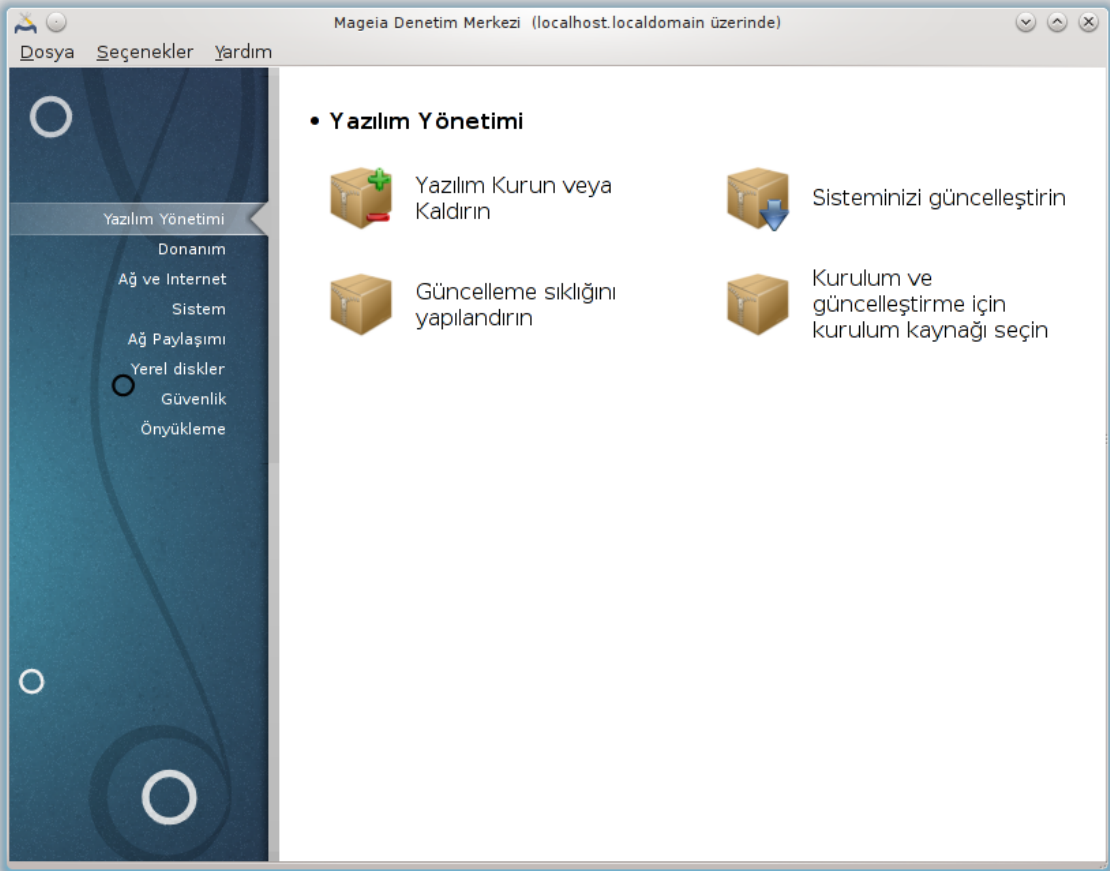 Mageia Denetim Merkezi (localhost.localdomain üzerinde)
Dosya Seçenekler Yardım
Yazılım Yönetimi
Donanım
Ağ ve Internet
Sistem
Ağ Paylaşımı
Yerel diskler
Güvenlik
Önyükleme
• Yazılım Yönetimi
Yazılım Kurun veya
Kaldırın
Sisteminizi güncelleştirin
Güncelleme sıklığını
yapılandırın
Kurulum ve
güncelleştirme için
kurulum kaynağı seçin